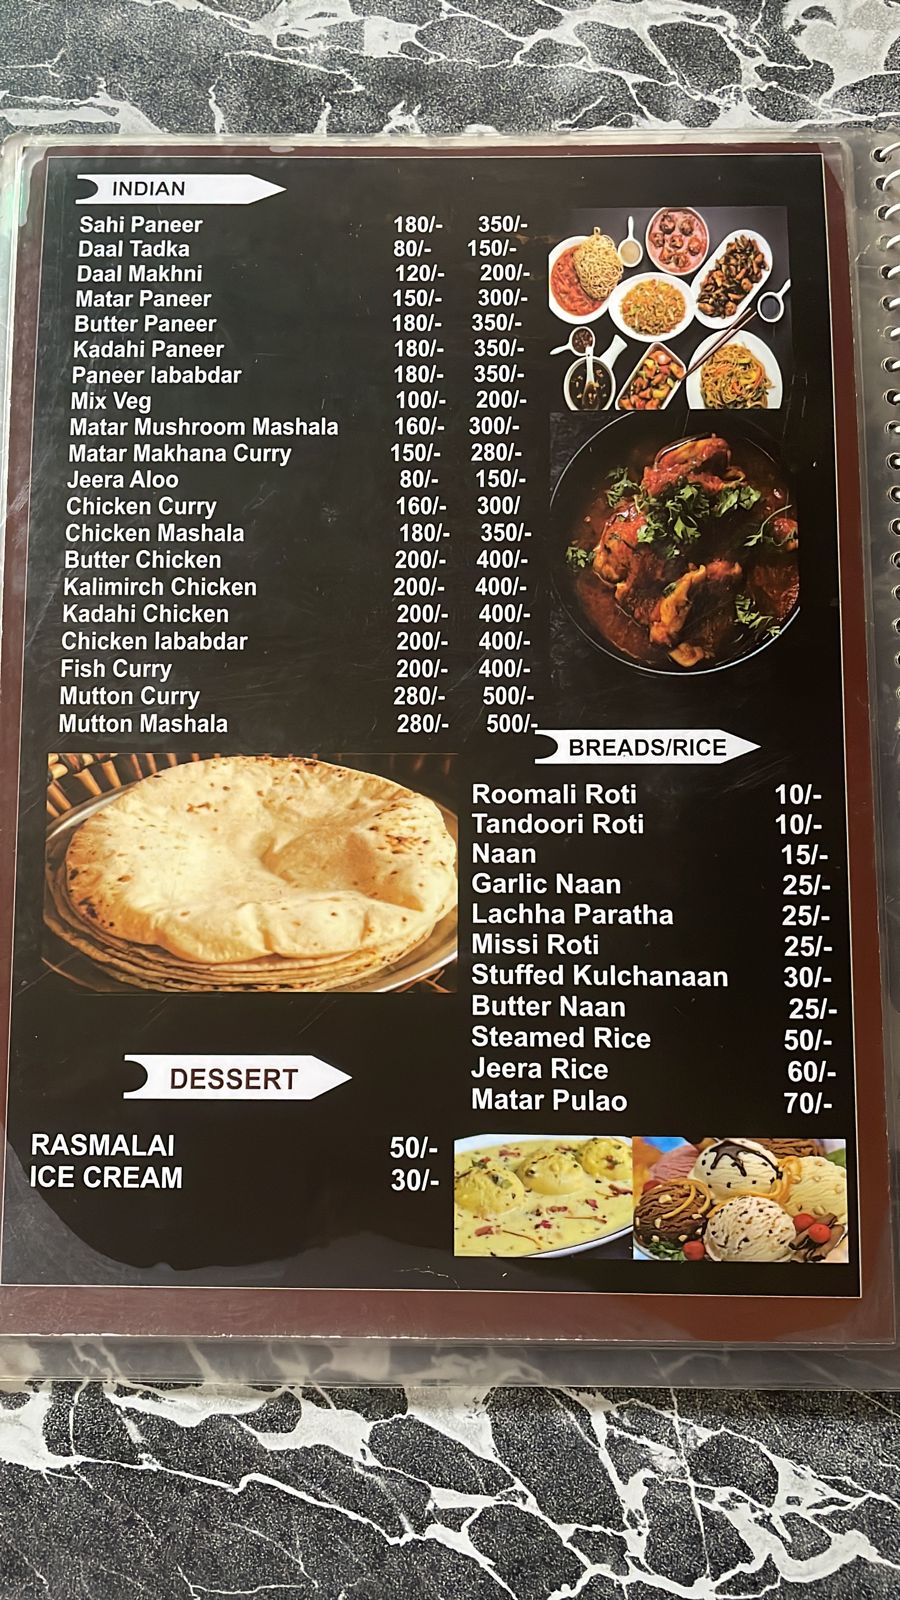 INDIAN
Sahi Paneer 180/- 350/-
Daal Tadka 80/- 150/-
Daal Makhni 120/- 200/-
Matar Paneer 150/- 300/-
Butter Paneer 180/- 350/-
Kadahi Paneer 180/- 350/-
Paneer lababdar 180/- 350/-
Mix Veg 100/- 200/-
Matar Mushroom Mashala 160/- 300/-
Matar Makhana Curry 150/- 280/-
Jeera Aloo 80/- 150/-
Chicken Curry 160/- 300/
Chicken Mashala 180/- 350/-
Butter Chicken 200/- 400/-
Kalimirch Chicken 200/- 400/-
Kadahi Chicken 200/- 400/-
Chicken lababdar 200/- 400/-
Fish Curry 200/- 400/-
Mutton Curry 280/- 500/-
Mutton Mashala 280/- 500/-
BREADS/RICE
Roomali Roti 10/-
Tandoori Roti 10/-
Naan 15/-
Garlic Naan 25/-
Lachha Paratha 25/-
Missi Roti 25/-
Stuffed Kulchanaan 30/-
Butter Naan 25/-
Steamed Rice 50/-
Jeera Rice 60/-
Matar Pulao 70/-
DESSERT
RASMALAI 50/-
ICE CREAM 30/-